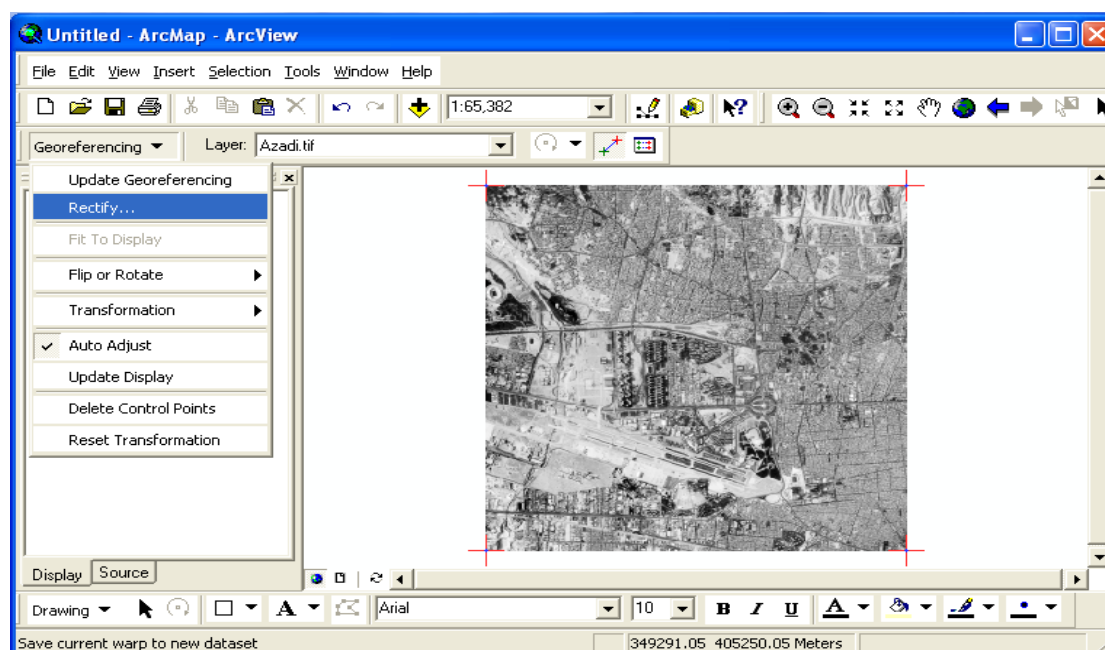 Untitled - ArcMap - ArcView
File Edit View Insert Selection Tools Window Help
1:65,382
Georeferencing Layer: Azadi.tif
Update Georeferencing
Rectify...
Fit To Display
Flip or Rotate
Transformation
Auto Adjust
Update Display
Delete Control Points
Reset Transformation
Display Source
Drawing A Arial 10 B I U A
Save current warp to new dataset 349291.05 405250.05 Meters